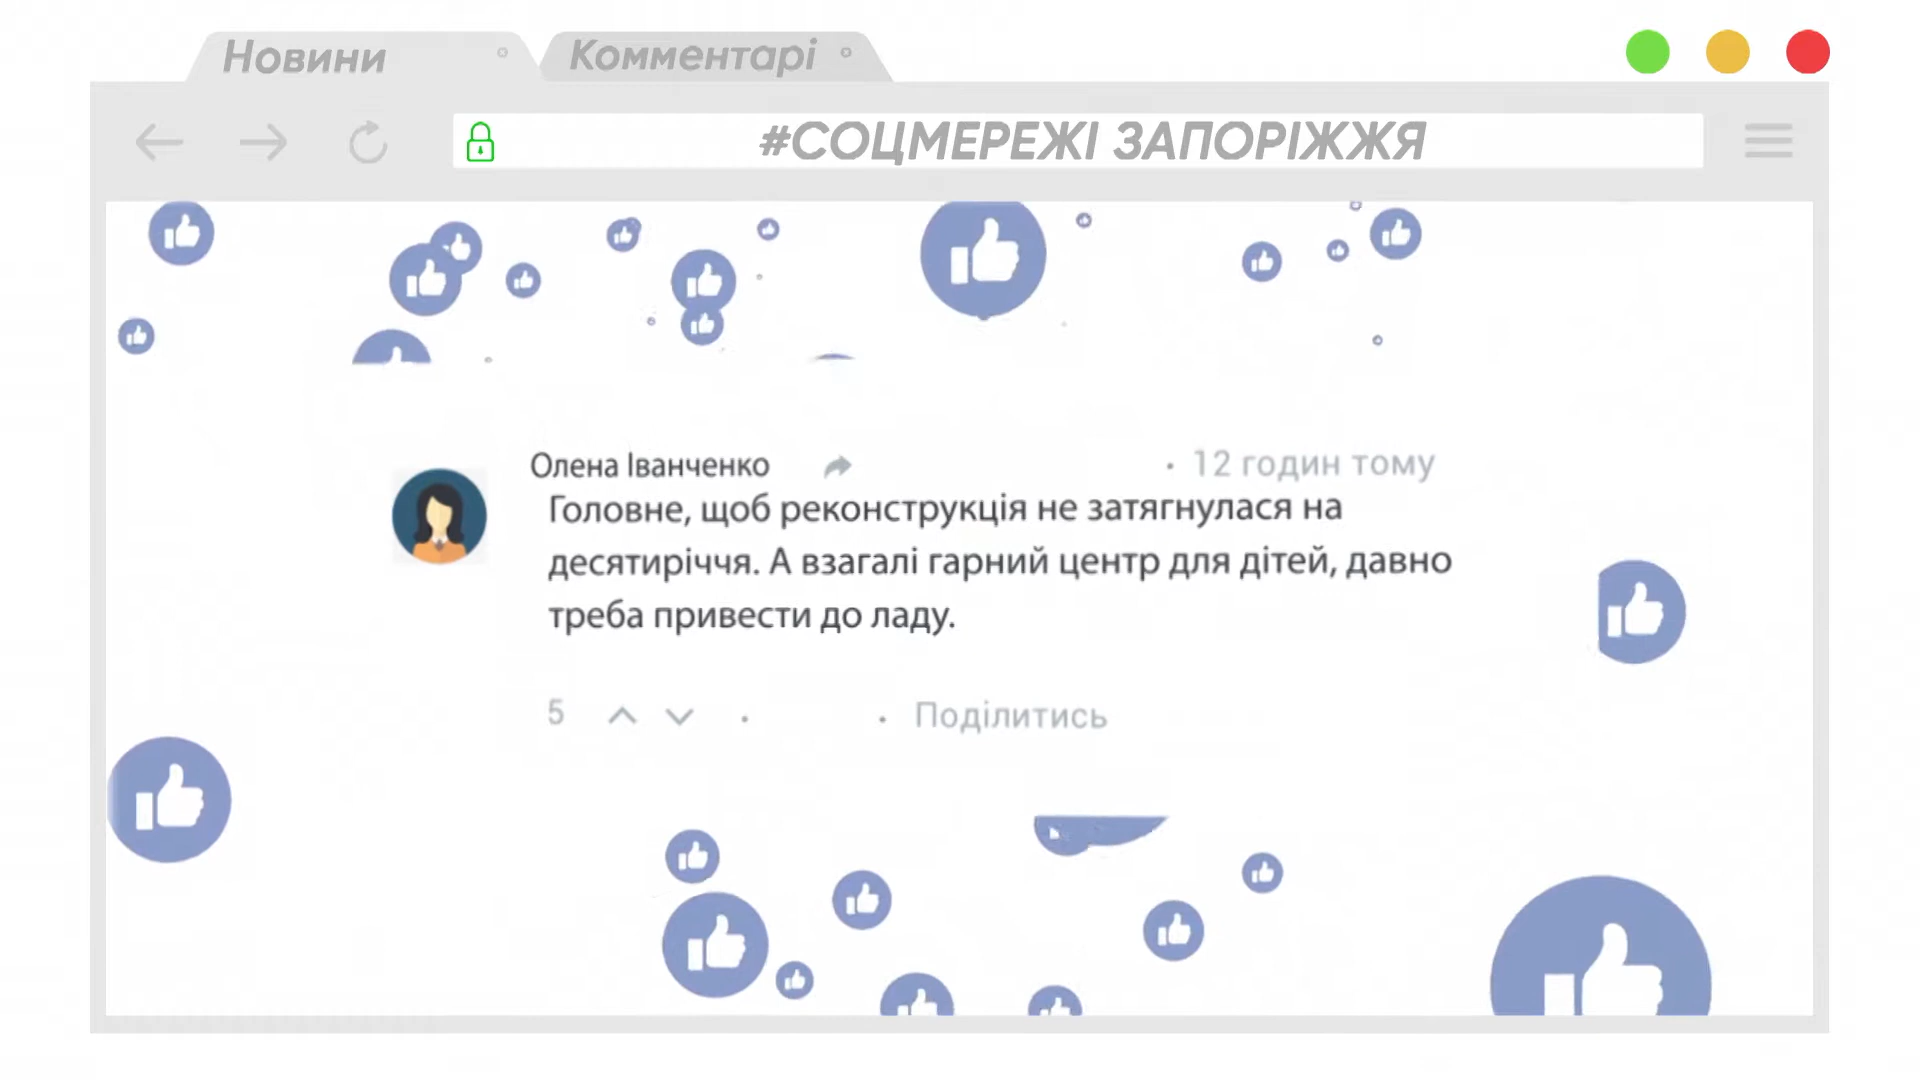 Новини
Комментарі
#СОЦМЕРЕЖІ ЗАПОРІЖЖЯ
Олена Іванченко
· 12 годин тому
Головне, щоб реконструкція не затягнулася на
десятиріччя. А взагалі гарний центр для дітей, давно
треба привести до ладу.
5 · · Поділитись